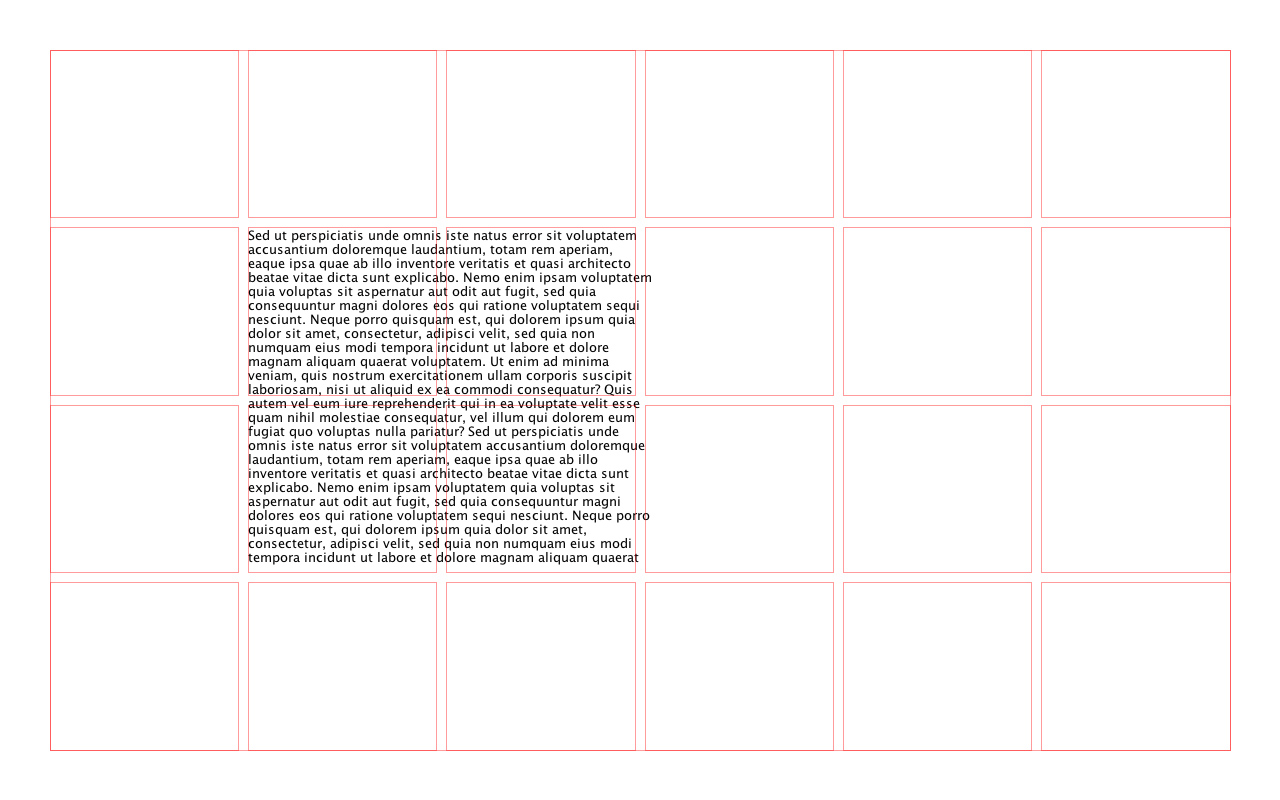 Sed ut perspiciatis unde omnis iste natus error sit voluptatem
accusantium doloremque laudantium, totam rem aperiam,
eaque ipsa quae ab illo inventore veritatis et quasi architecto
beatae vitae dicta sunt explicabo. Nemo enim ipsam voluptatem
quia voluptas sit aspernatur aut odit aut fugit, sed quia
consequuntur magni dolores eos qui ratione voluptatem sequi
nesciunt. Neque porro quisquam est, qui dolorem ipsum quia
dolor sit amet, consectetur, adipisci velit, sed quia non
numquam eius modi tempora incidunt ut labore et dolore
magnam aliquam quaerat voluptatem. Ut enim ad minima
veniam, quis nostrum exercitationem ullam corporis suscipit
laboriosam, nisi ut aliquid ex ea commodi consequatur? Quis
autem vel eum iure reprehenderit qui in ea voluptate velit esse
quam nihil molestiae consequatur, vel illum qui dolorem eum
fugiat quo voluptas nulla pariatur? Sed ut perspiciatis unde
omnis iste natus error sit voluptatem accusantium doloremque
laudantium, totam rem aperiam, eaque ipsa quae ab illo
inventore veritatis et quasi architecto beatae vitae dicta sunt
explicabo. Nemo enim ipsam voluptatem quia voluptas sit
aspernatur aut odit aut fugit, sed quia consequuntur magni
dolores eos qui ratione voluptatem sequi nesciunt. Neque porro
quisquam est, qui dolorem ipsum quia dolor sit amet,
consectetur, adipisci velit, sed quia non numquam eius modi
tempora incidunt ut labore et dolore magnam aliquam quaerat